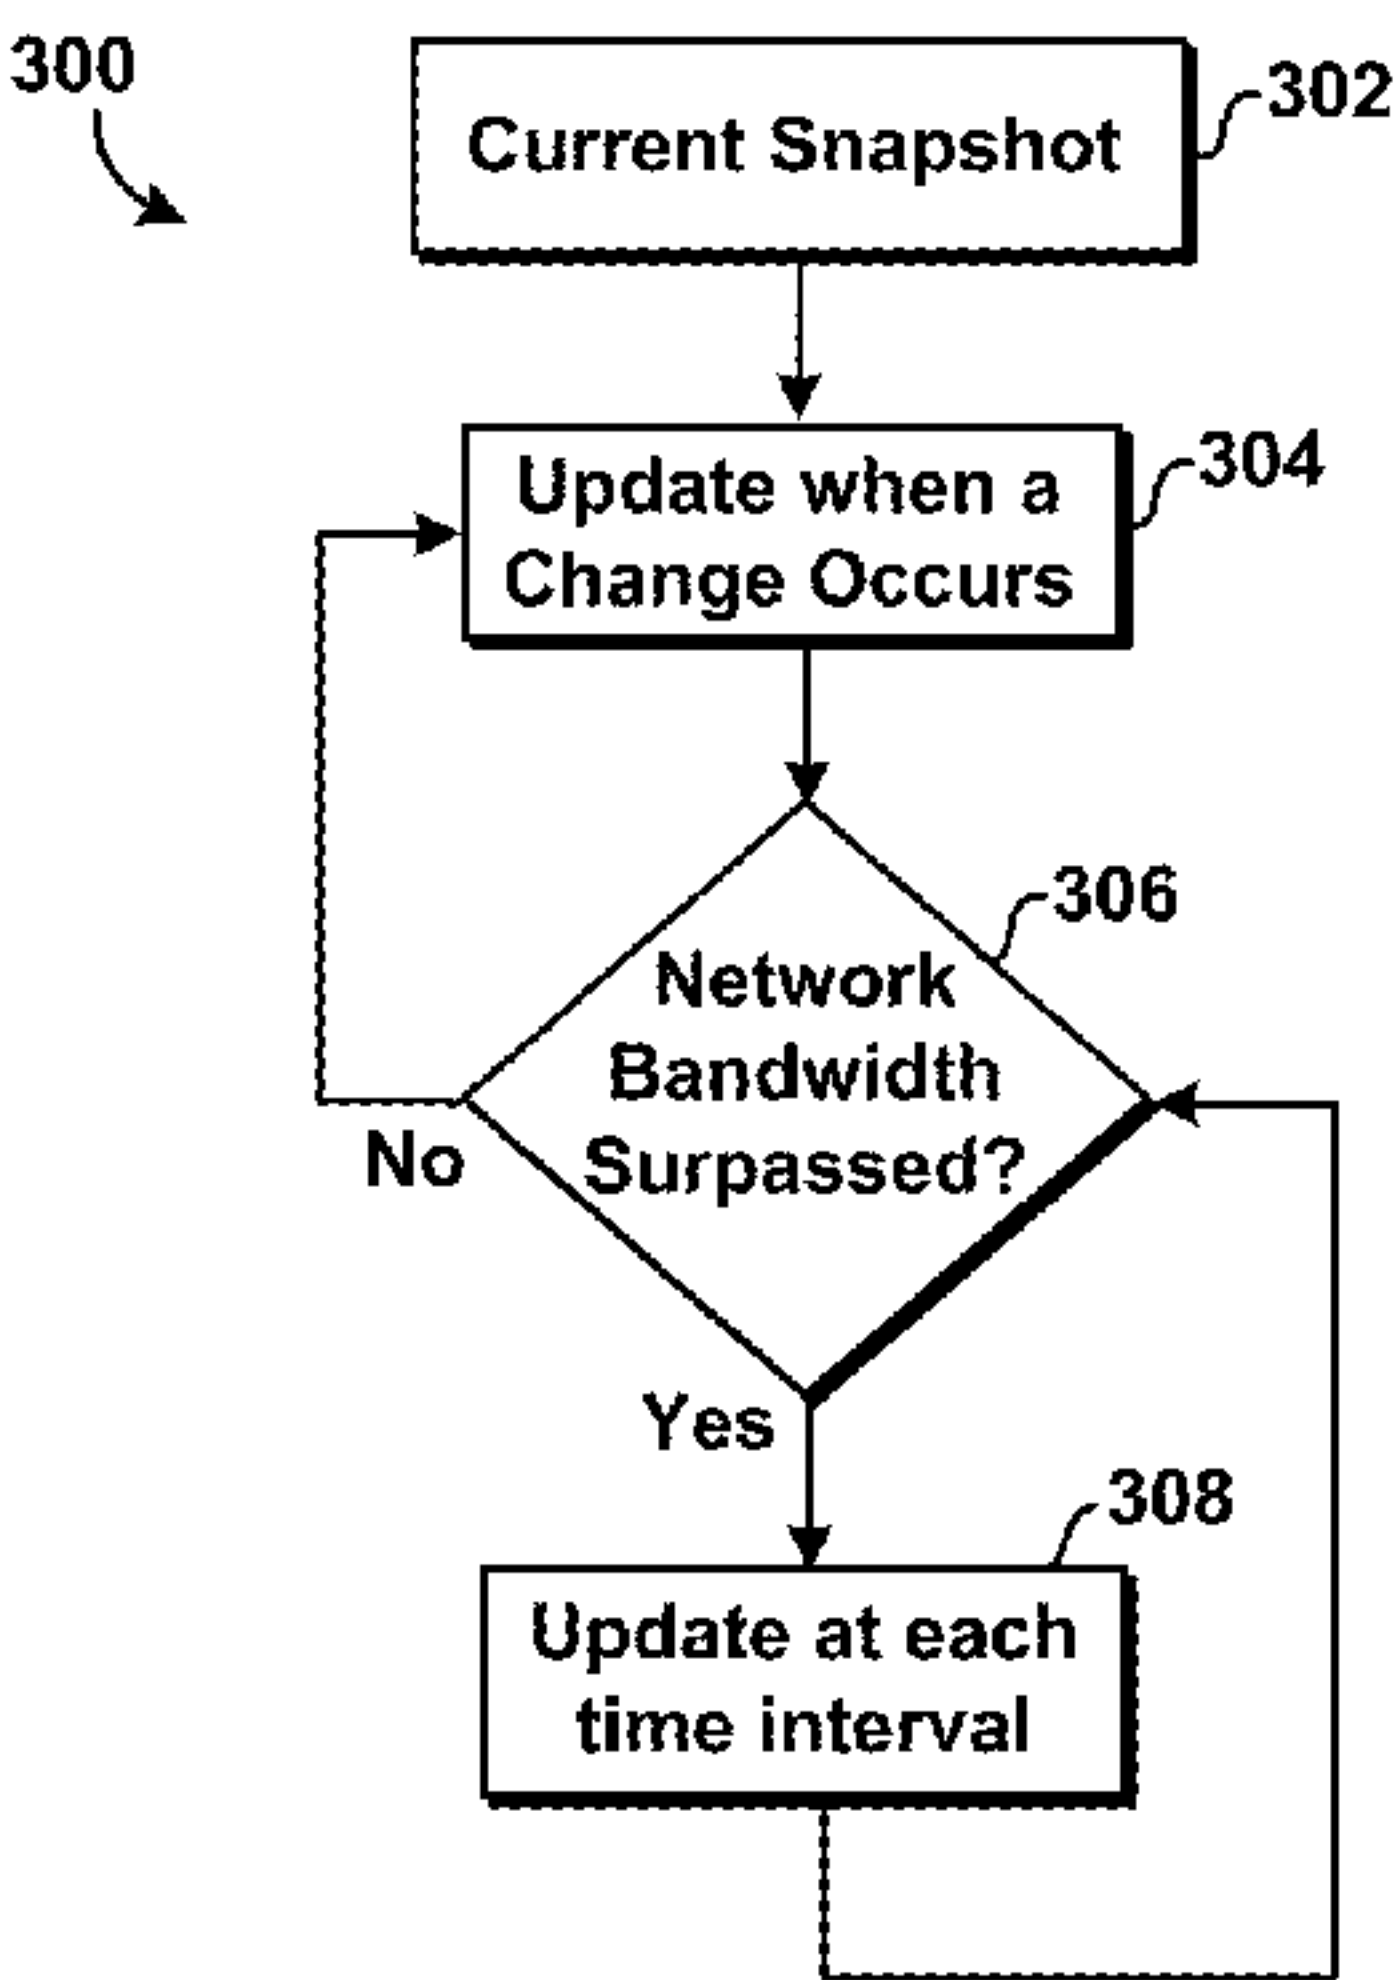 300
302
Current Snapshot
304
Update when a
Change Occurs
306
Network
Bandwidth
Surpassed?
No
Yes
308
Update at each
time interval